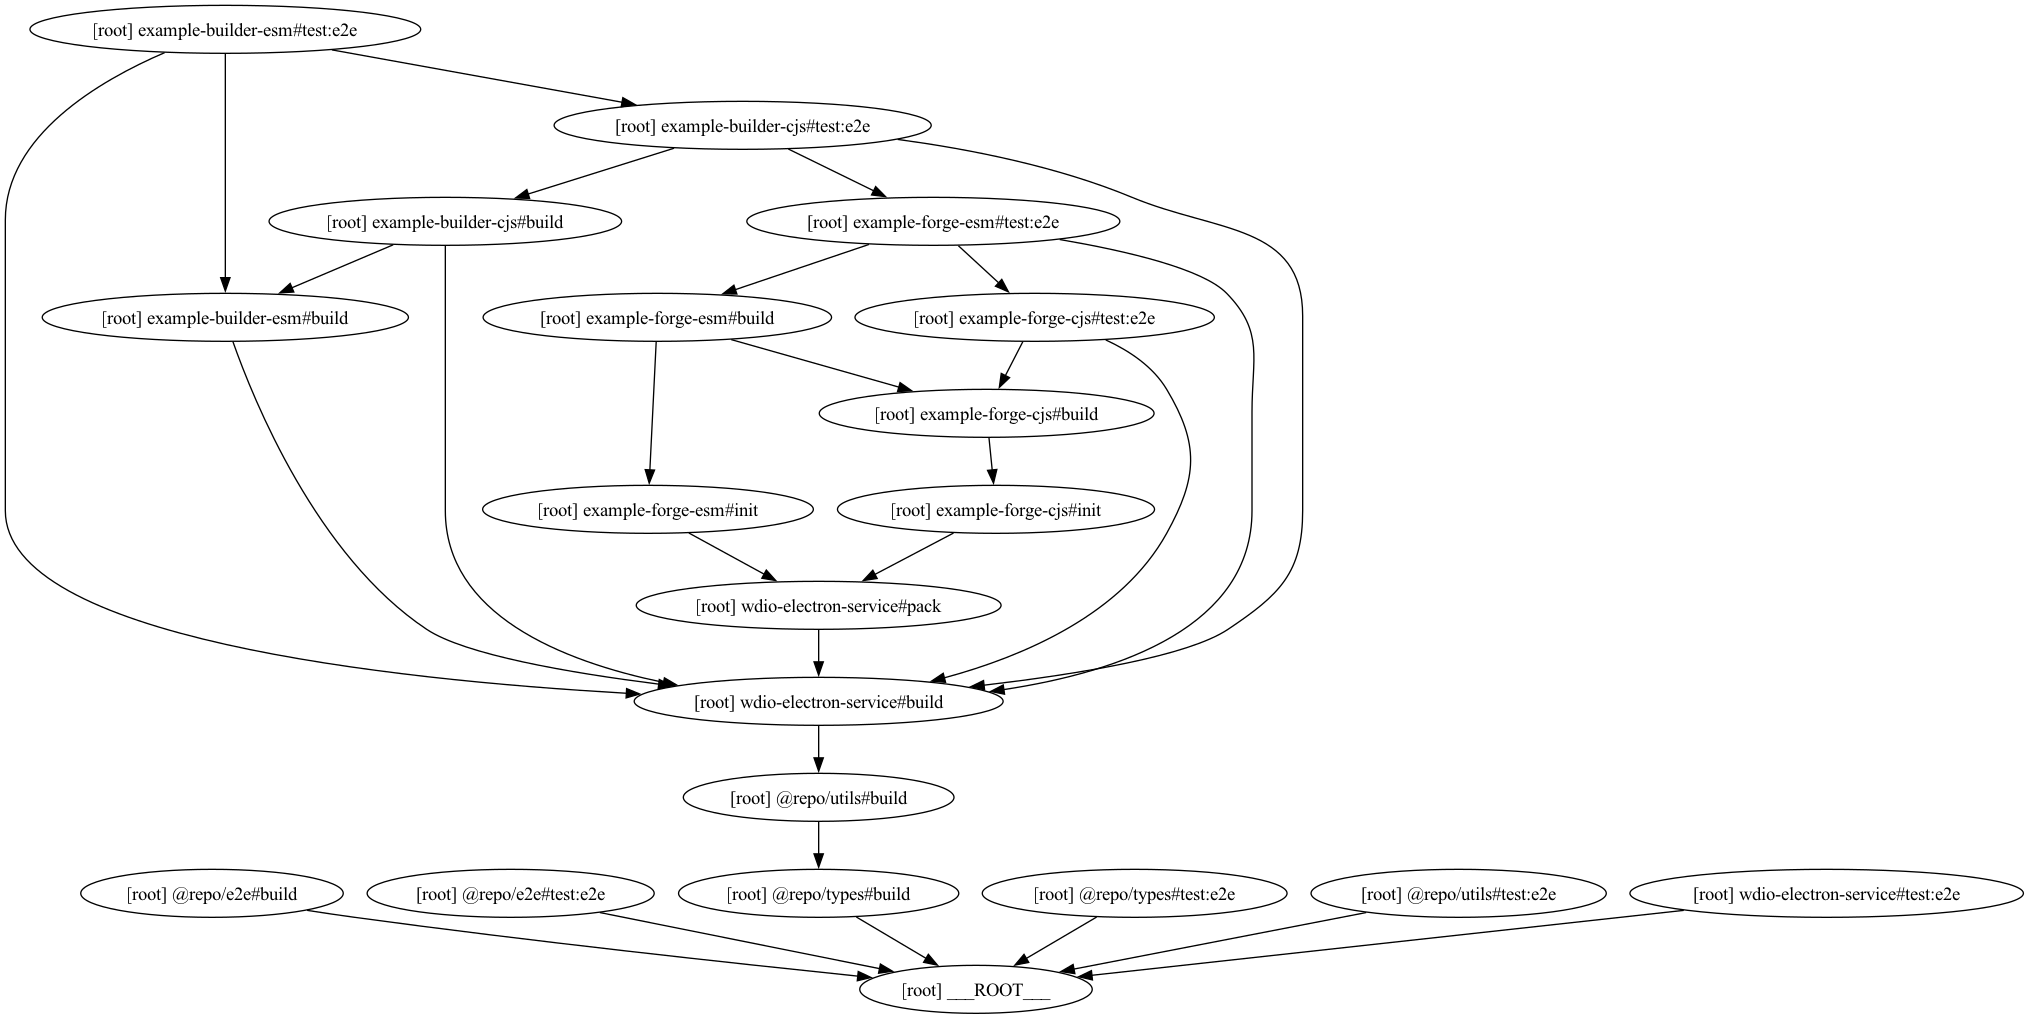 [root] example-builder-esm#test:e2e
[root] example-builder-cjs#test:e2e
[root] example-builder-cjs#build
[root] example-forge-esm#test:e2e
[root] example-builder-esm#build
[root] example-forge-esm#build
[root] example-forge-cjs#test:e2e
[root] example-forge-cjs#build
[root] example-forge-esm#init
[root] example-forge-cjs#init
[root] wdio-electron-service#pack
[root] wdio-electron-service#build
[root] @repo/utils#build
[root] @repo/e2e#build
[root] @repo/e2e#test:e2e
[root] @repo/types#build
[root] @repo/types#test:e2e
[root] @repo/utils#test:e2e
[root] wdio-electron-service#test:e2e
[root] ___ROOT___